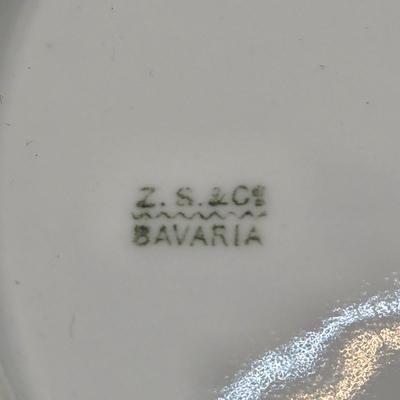 Z. S. & Cº
BAVARIA